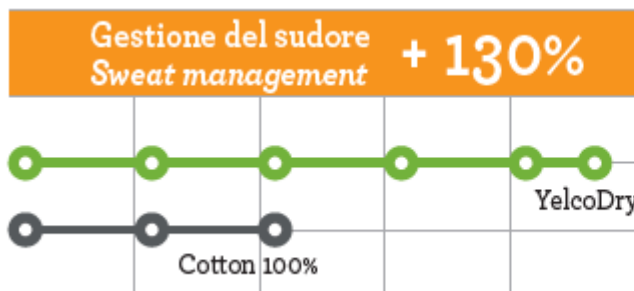 Gestione del sudore
Sweat management
+ 130%
YelcoDry
Cotton 100%